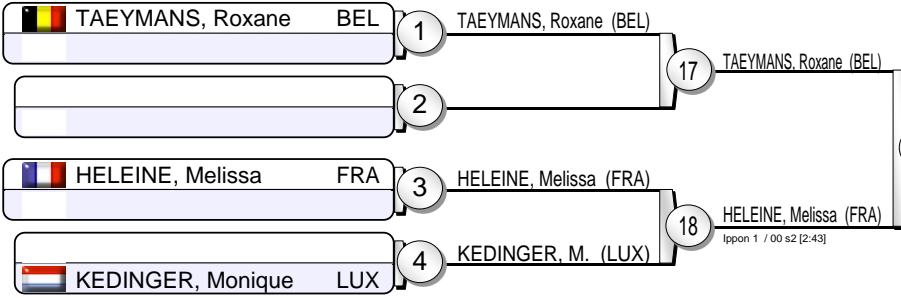 TAEYMANS, Roxane BEL
1
TAEYMANS, Roxane (BEL)
17
TAEYMANS, Roxane (BEL)
2
HELEINE, Melissa FRA
3
HELEINE, Melissa (FRA)
18
HELEINE, Melissa (FRA)
Ippon 1 / 00 s2 [2:43]
4
KEDINGER, M. (LUX)
KEDINGER, Monique LUX